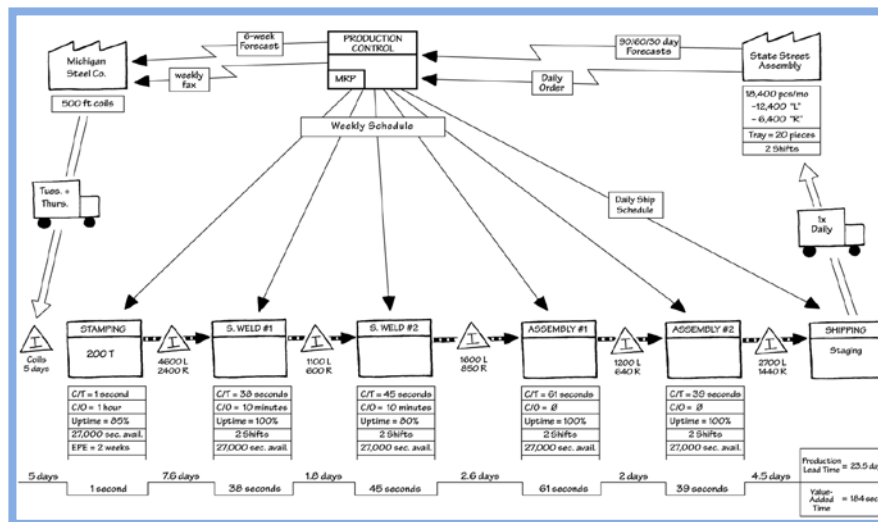 Michigan
Steel Co.
500 ft coils
6-week
Forecast
weekly
fax
PRODUCTION
CONTROL
MRP
90/60/30 day
Forecasts
Daily
Order
State Street
Assembly
18,400 pcs/mo
-12,400 "L"
- 6,400 "R"
Tray = 20 pieces
2 Shifts
Weekly Schedule
Tues. +
Thurs.
Daily Ship
Schedule
1x
Daily
I
Coils
5 days
STAMPING
200 T
I
4600 L
2400 R
S. WELD #1
I
1100 L
600 R
S. WELD #2
I
1600 L
850 R
ASSEMBLY #1
I
1200 L
640 R
ASSEMBLY #2
I
2700 L
1440 R
SHIPPING
Staging
C/T = 1 second
C/O = 1 hour
Uptime = 85%
27,000 sec. avail.
EPE = 2 weeks
C/T = 38 seconds
C/O = 10 minutes
Uptime = 100%
2 Shifts
27,000 sec. avail.
C/T = 45 seconds
C/O = 10 minutes
Uptime = 80%
2 Shifts
27,000 sec. avail.
C/T = 61 seconds
C/O = Ø
Uptime = 100%
2 Shifts
27,000 sec. avail.
C/T = 39 seconds
C/O = Ø
Uptime = 100%
2 Shifts
27,000 sec. avail.
5 days
1 second
7.6 days
38 seconds
1.8 days
45 seconds
2.6 days
61 seconds
2 days
39 seconds
4.5 days
Production
Lead Time = 23.5 da
Value-
Added = 184 sec
Time